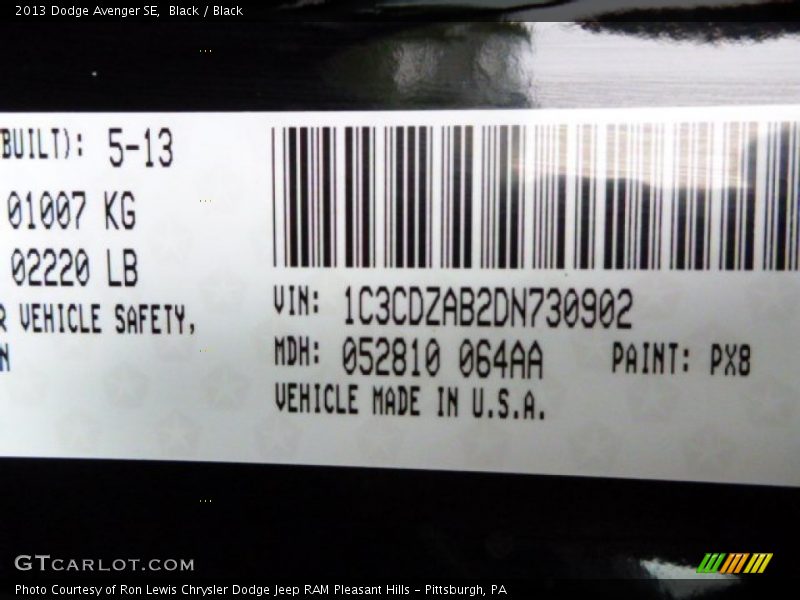 2013 Dodge Avenger SE, Black / Black
BUILT): 5-13
01007 KG
02220 LB
R VEHICLE SAFETY,
N
VIN: 1C3CDZAB2DN730902
MDH: 052810 064AA PAINT: PX8
VEHICLE MADE IN U.S.A.
GTCARLOT.COM
Photo Courtesy of Ron Lewis Chrysler Dodge Jeep RAM Pleasant Hills - Pittsburgh, PA